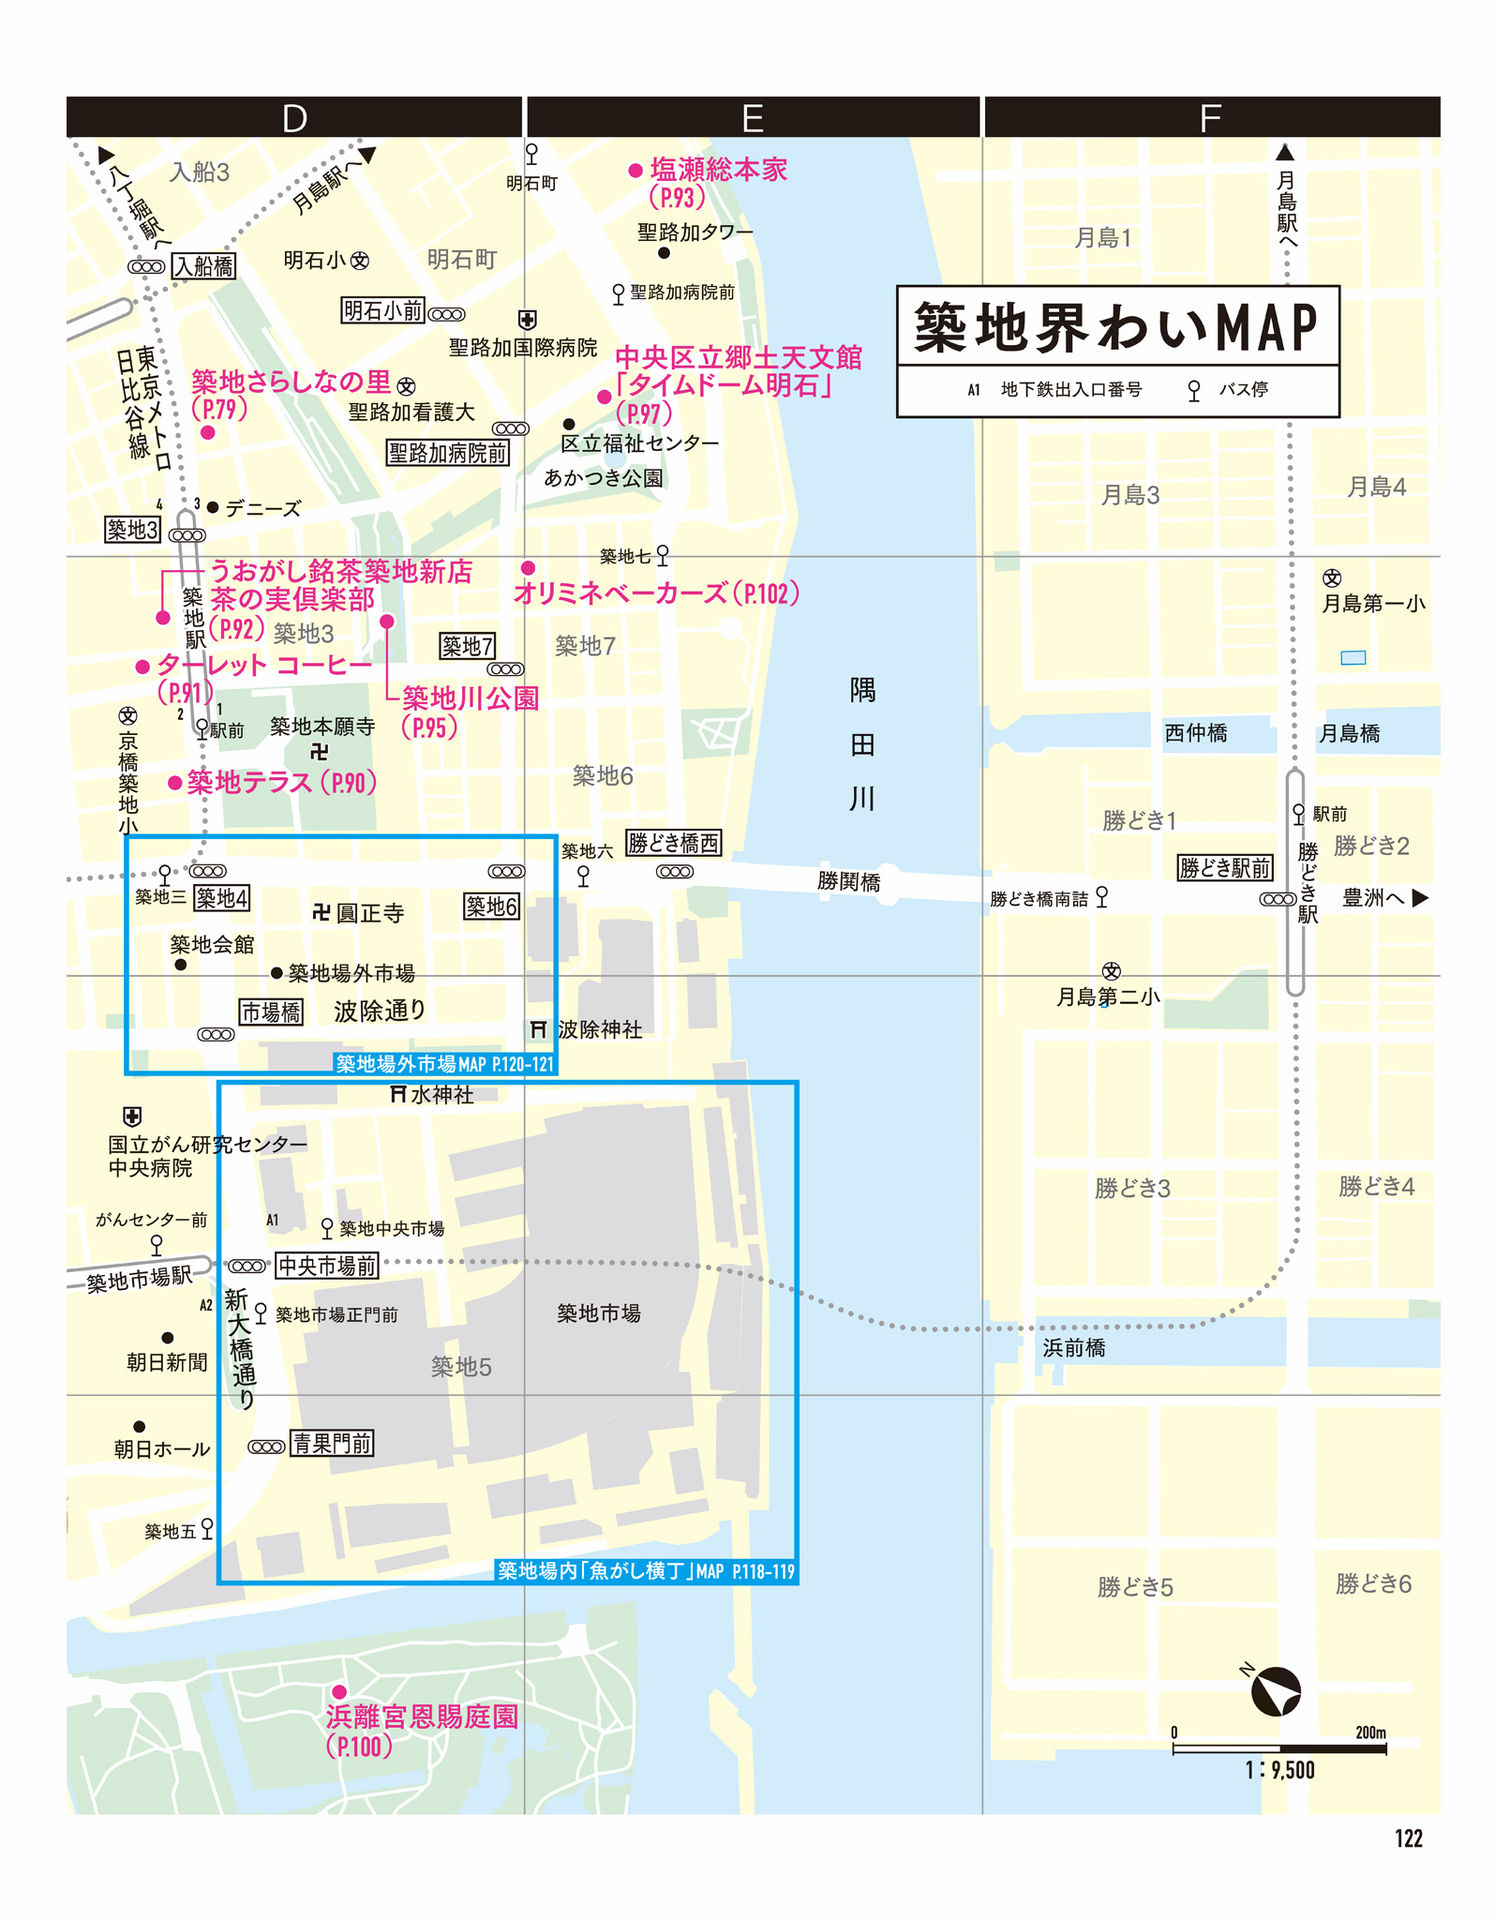 D
E
F
八丁堀駅へ
入船3
月島駅へ
明石町
塩瀬総本家
(P.93)
月島駅へ
聖路加タワー
月島1
入船橋
明石小
明石町
明石小前
聖路加病院前
築地界わいMAP
A1 地下鉄出入口番号
バス停
聖路加国際病院
東京メトロ
日比谷線
中央区立郷土天文館
「タイムドーム明石」
(P.97)
築地さらしなの里
(P.79)
聖路加看護大
聖路加病院前
区立福祉センター
あかつき公園
月島3
月島4
4
3
デニーズ
築地3
築地七
うおがし銘茶築地新店
茶の実倶楽部
(P.92)
築地駅
築地3
オリミネベーカーズ(P.102)
月島第一小
築地7
築地7
ターレット コーヒー
(P.91)
築地川公園
(P.95)
隅田川
2
1
駅前
築地本願寺
京橋築地小
西仲橋
月島橋
築地テラス(P.90)
築地6
勝どき1
駅前
勝どき2
築地六
勝どき橋西
勝どき駅前
勝どき駅
築地三
築地4
築地6
勝鬨橋
勝どき橋南詰
豊洲へ
圓正寺
築地会館
築地場外市場
月島第二小
市場橋
波除通り
波除神社
築地場外市場MAP P.120-121
水神社
国立がん研究センター
中央病院
勝どき3
勝どき4
がんセンター前
A1
築地中央市場
築地市場駅
中央市場前
A2
新大橋通り
築地市場正門前
築地市場
朝日新聞
築地5
浜前橋
朝日ホール
青果門前
築地五
築地場内「魚がし横丁」MAP P.118-119
勝どき5
勝どき6
N
浜離宮恩賜庭園
(P.100)
0
200m
1：9,500
122